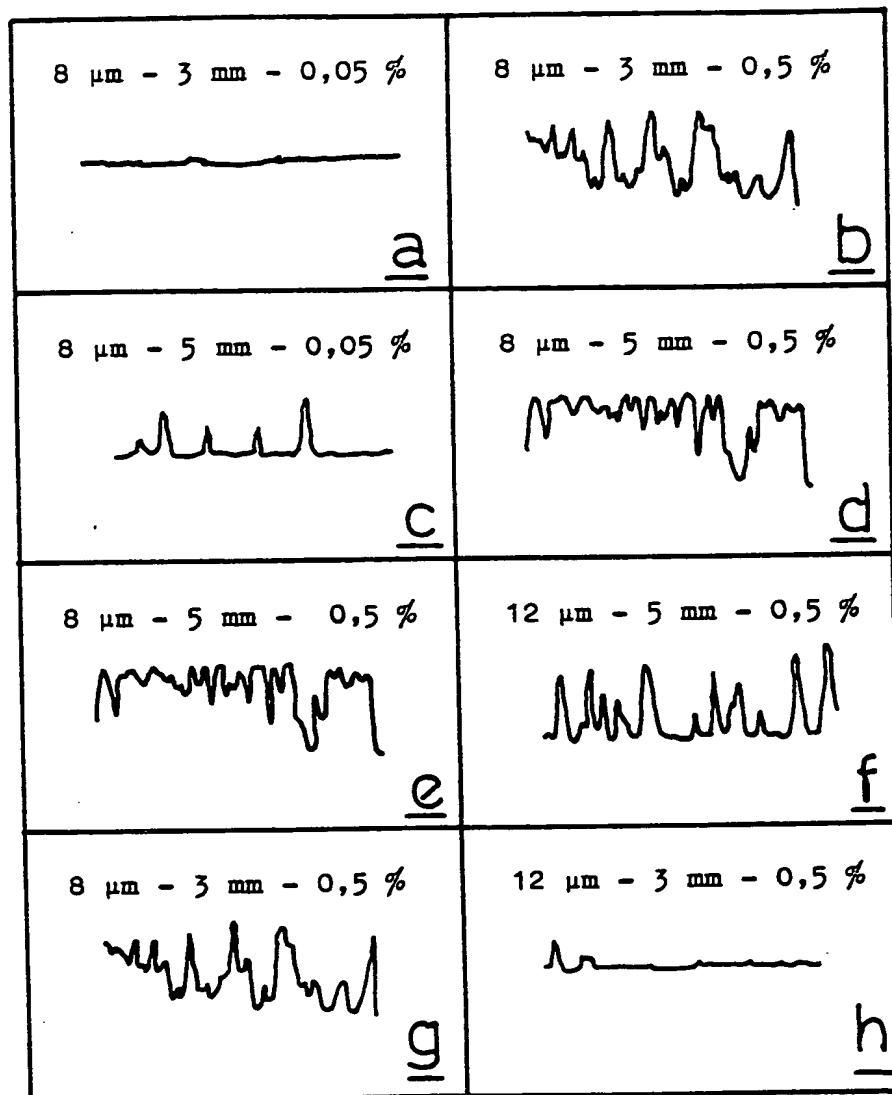 8 µm - 3 mm - 0,05 %
a
8 µm - 3 mm - 0,5 %
b
8 µm - 5 mm - 0,05 %
c
8 µm - 5 mm - 0,5 %
d
8 µm - 5 mm - 0,5 %
e
12 µm - 5 mm - 0,5 %
f
8 µm - 3 mm - 0,5 %
g
12 µm - 3 mm - 0,5 %
h